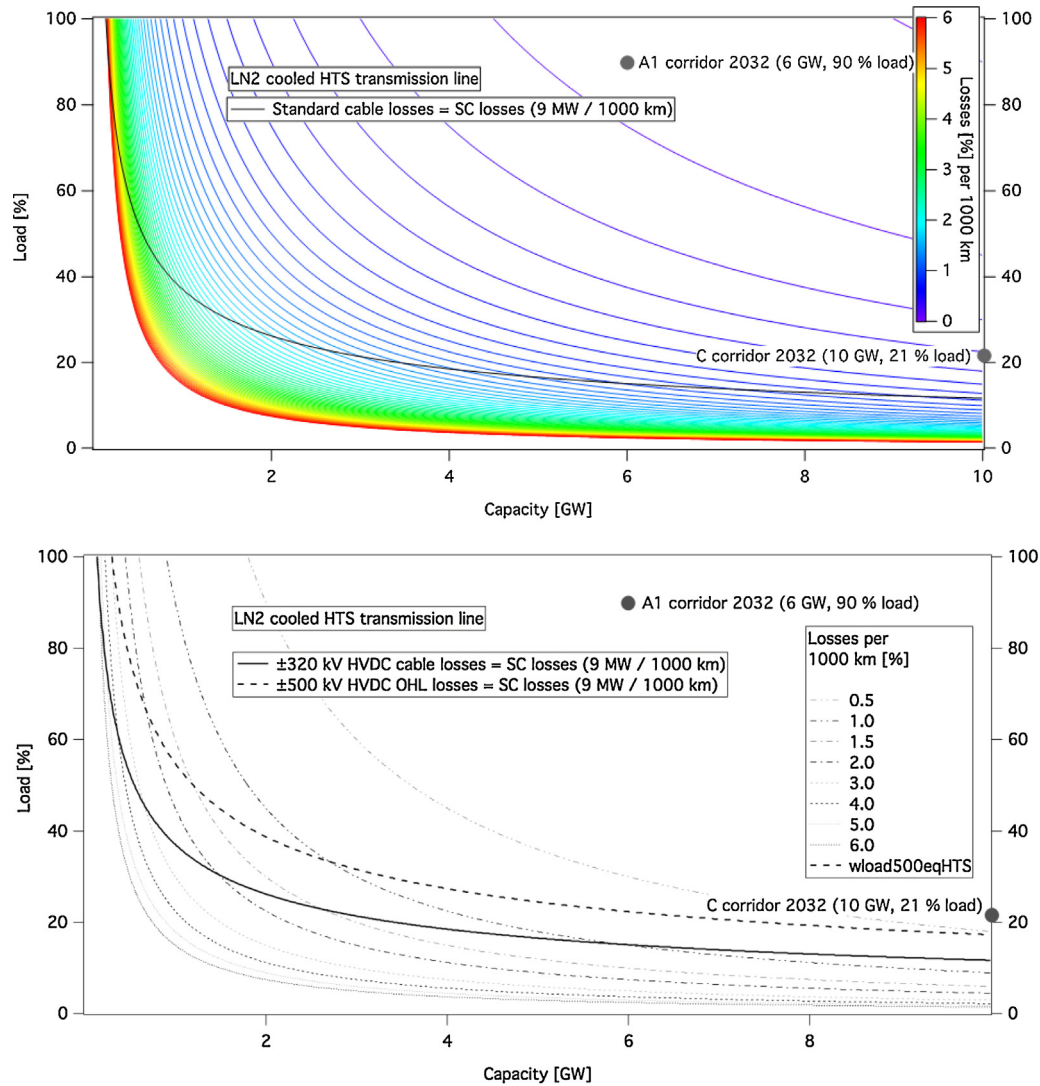 100
80
60
40
20
0
Load [%]
LN2 cooled HTS transmission line
Standard cable losses = SC losses (9 MW / 1000 km)
A1 corridor 2032 (6 GW, 90 % load)
C corridor 2032 (10 GW, 21 % load)
6
5
4
3
2
1
0
Losses [%] per 1000 km
100
80
60
40
20
0
2
4
6
8
10
Capacity [GW]
100
80
60
40
20
0
Load [%]
LN2 cooled HTS transmission line
±320 kV HVDC cable losses = SC losses (9 MW / 1000 km)
±500 kV HVDC OHL losses = SC losses (9 MW / 1000 km)
A1 corridor 2032 (6 GW, 90 % load)
Losses per
1000 km [%]
0.5
1.0
1.5
2.0
3.0
4.0
5.0
6.0
wload500eqHTS
C corridor 2032 (10 GW, 21 % load)
100
80
60
40
20
0
2
4
6
8
Capacity [GW]